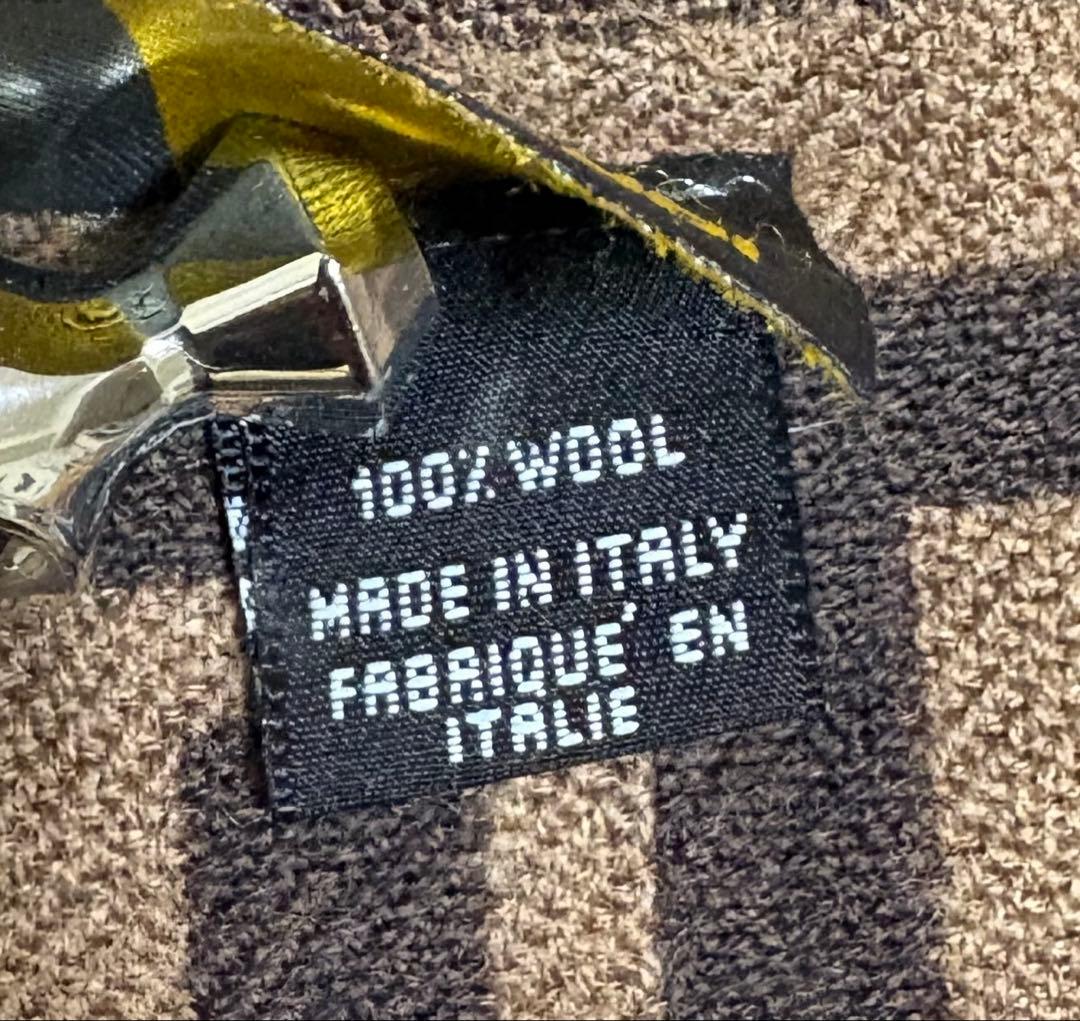 100% WOOL
MADE IN ITALY
FABRIQUÉ EN
ITALIE